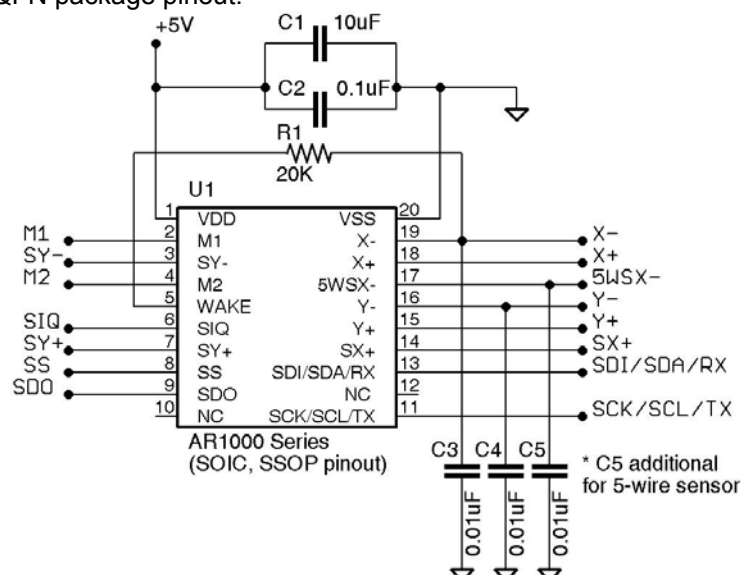 QFN package pinout.
+5V
C1 10uF
C2 0.1uF
R1
20K
U1
1 VDD VSS 20
M1 2 M1 X- 19 X-
SY- 3 SY- X+ 18 X+
M2 4 M2 5WSX- 17 5WSX-
5 WAKE Y- 16 Y-
SIQ 6 SIQ Y+ 15 Y+
SY+ 7 SY+ SX+ 14 SX+
SS 8 SS SDI/SDA/RX 13 SDI/SDA/RX
SDO 9 SDO NC 12
10 NC SCK/SCL/TX 11 SCK/SCL/TX
AR1000 Series
(SOIC, SSOP pinout)
C3 C4 C5
0.01uF 0.01uF 0.01uF
* C5 additional
for 5-wire sensor